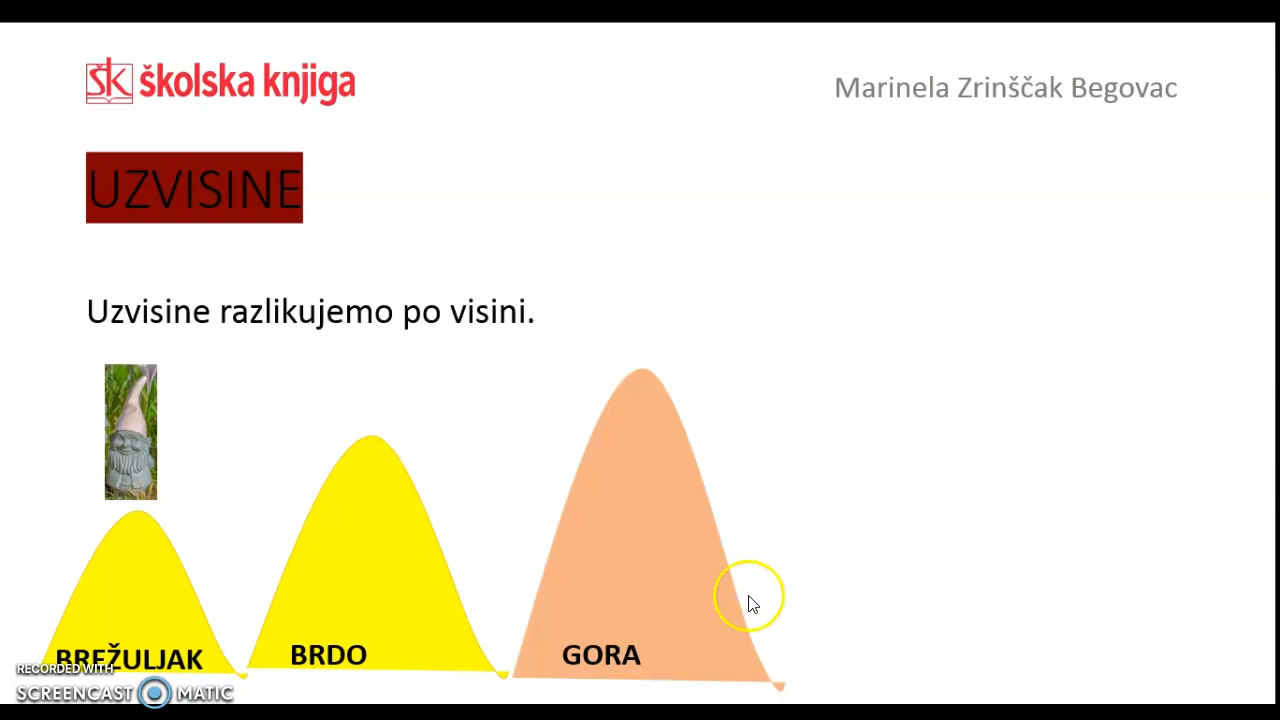 ŠK školska knjiga
Marinela Zrinščak Begovac
UZVISINE
Uzvisine razlikujemo po visini.
BREŽULJAK
BRDO
GORA
RECORDED WITH
SCREENCAST MATIC